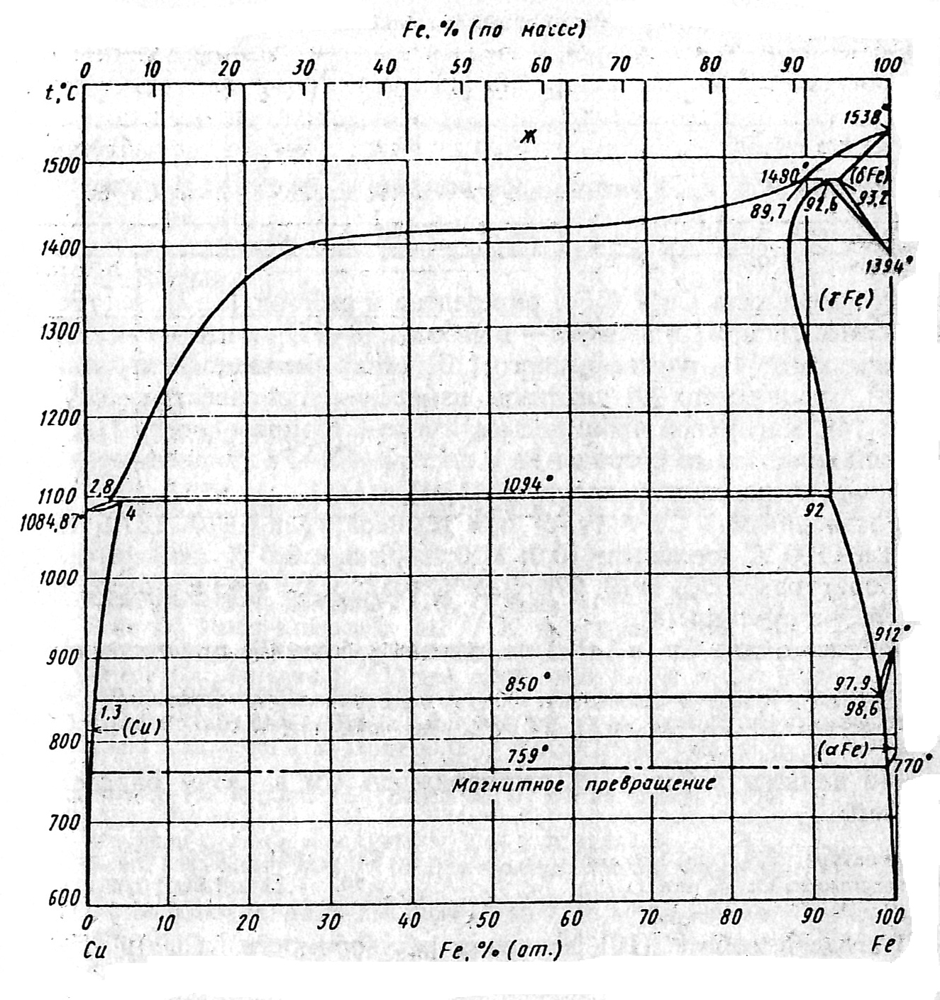 Fe, % (по массе)
0 10 20 30 40 50 60 70 80 90 100
t,°C
1538°
Ж
1500
1480°
(δFe)
89,7 92,6 93,2
1400
1394°
(γFe)
1300
1200
2,8
1100
1094°
1084,87°
4
92
1000
912°
900
850°
97,9
98,6
1,3
(Cu)
800
(αFe)
759°
770°
Магнитное превращение
700
600
0 10 20 30 40 50 60 70 80 90 100
Cu
Fe, % (ат.)
Fe